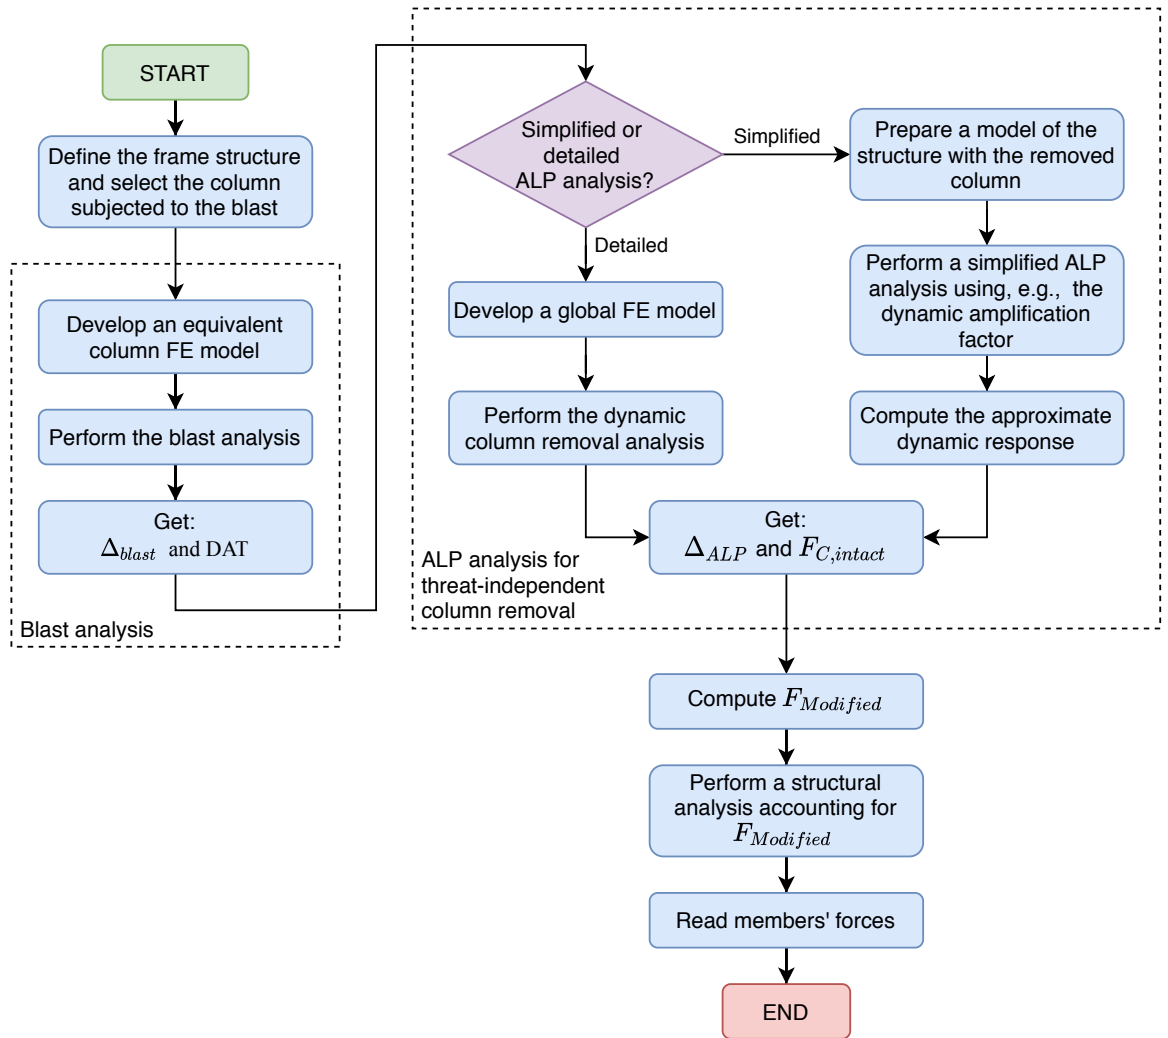 START
Define the frame structure
and select the column
subjected to the blast
Develop an equivalent
column FE model
Perform the blast analysis
Get:
Δblast and DAT
Blast analysis
Simplified or
detailed
ALP analysis?
Simplified
Detailed
Prepare a model of the
structure with the removed
column
Perform a simplified ALP
analysis using, e.g., the
dynamic amplification
factor
Compute the approximate
dynamic response
Develop a global FE model
Perform the dynamic
column removal analysis
Get:
ΔALP and FC,intact
ALP analysis for
threat-independent
column removal
Compute FModified
Perform a structural
analysis accounting for
FModified
Read members' forces
END